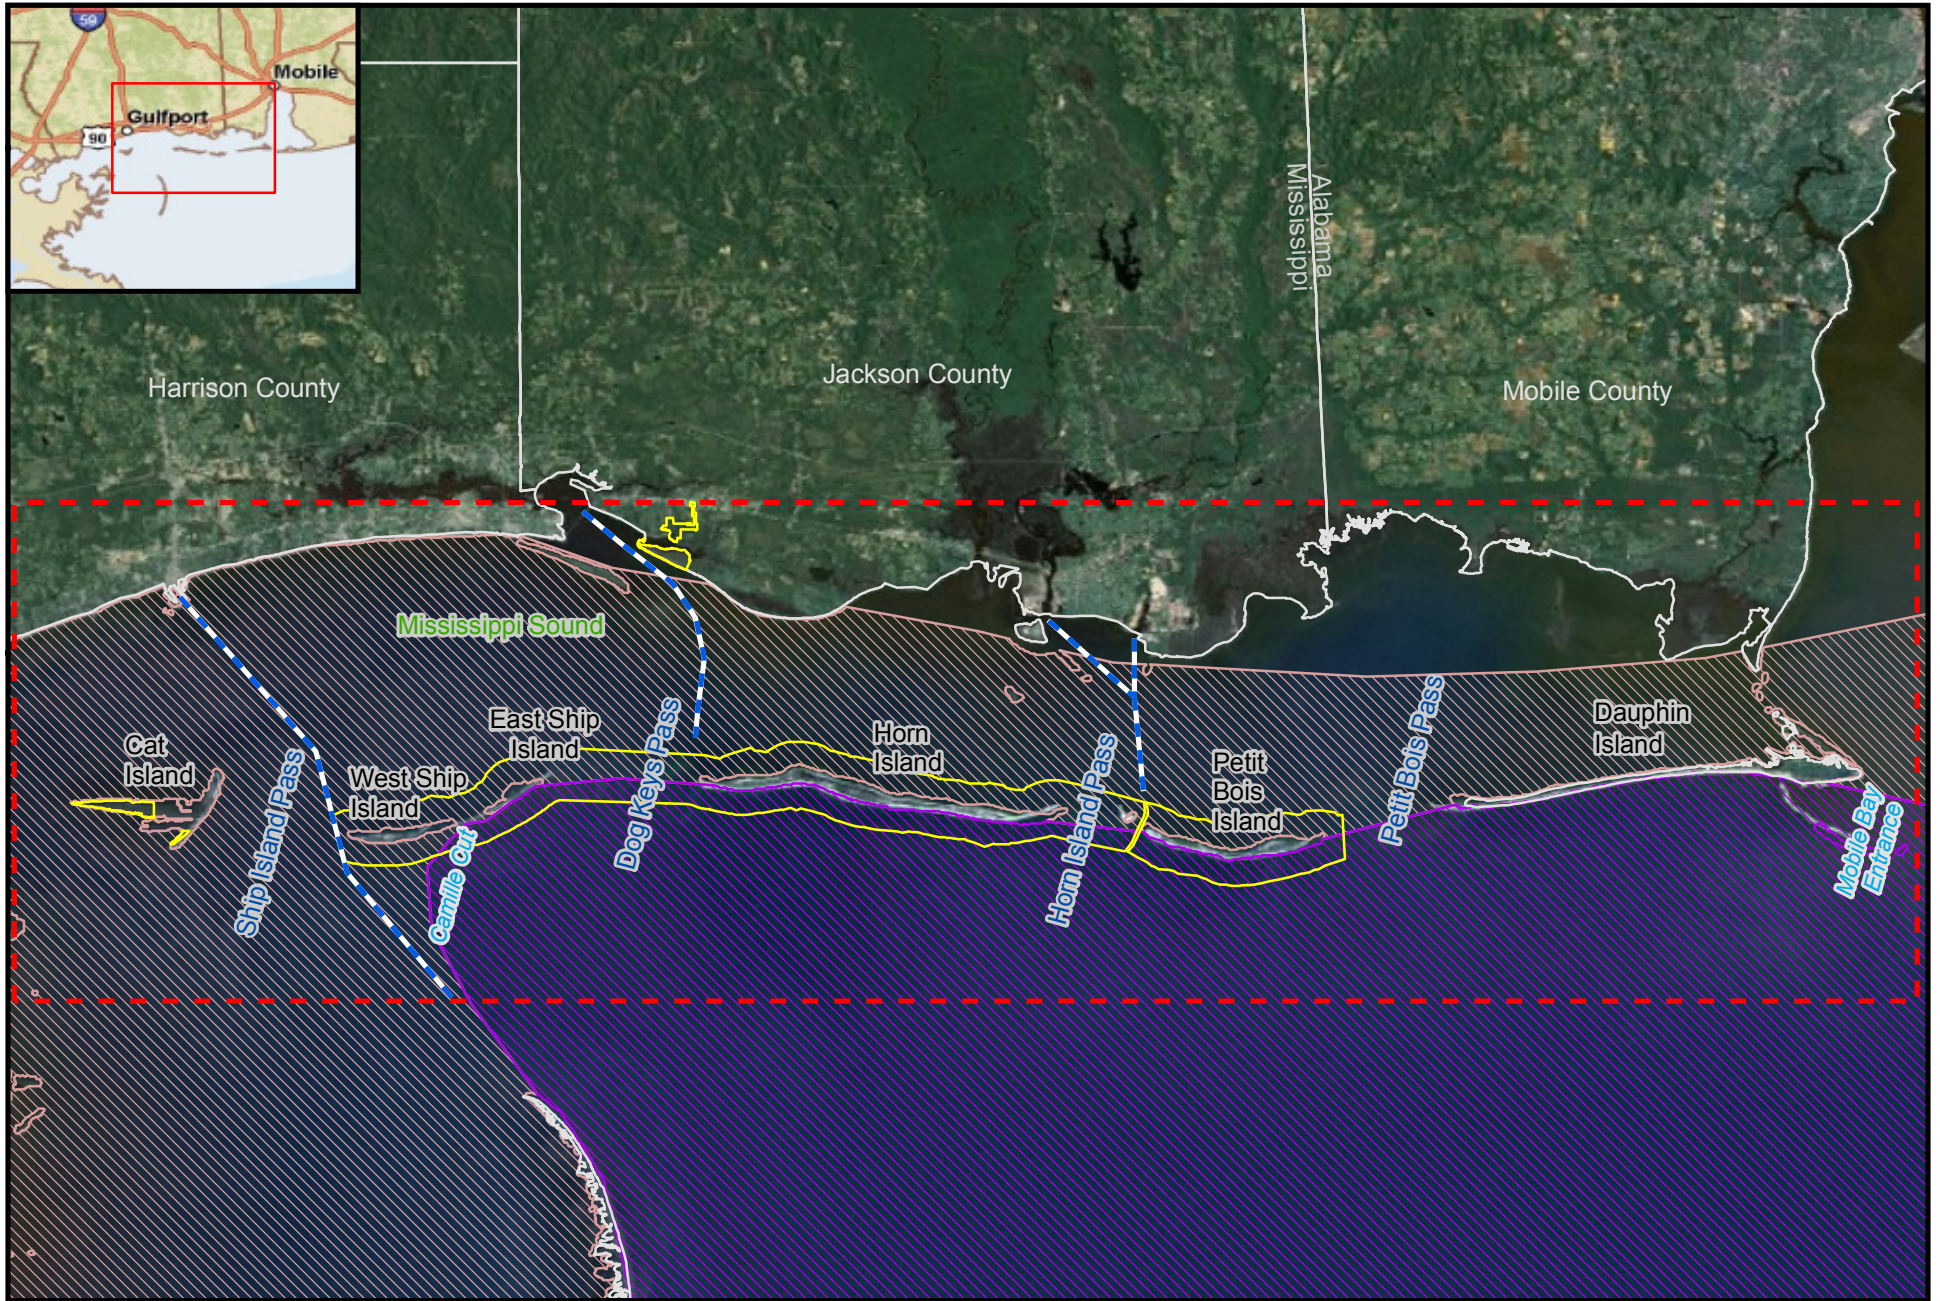 59
Mobile
Gulfport
90
Alabama
Mississippi
Harrison County
Jackson County
Mobile County
Mississippi Sound
Cat
Island
Ship Island Pass
West Ship
Island
East Ship
Island
Camille Cut
Dog Keys Pass
Horn
Island
Horn Island Pass
Petit
Bois
Island
Petit Bois Pass
Dauphin
Island
Mobile Bay
Entrance